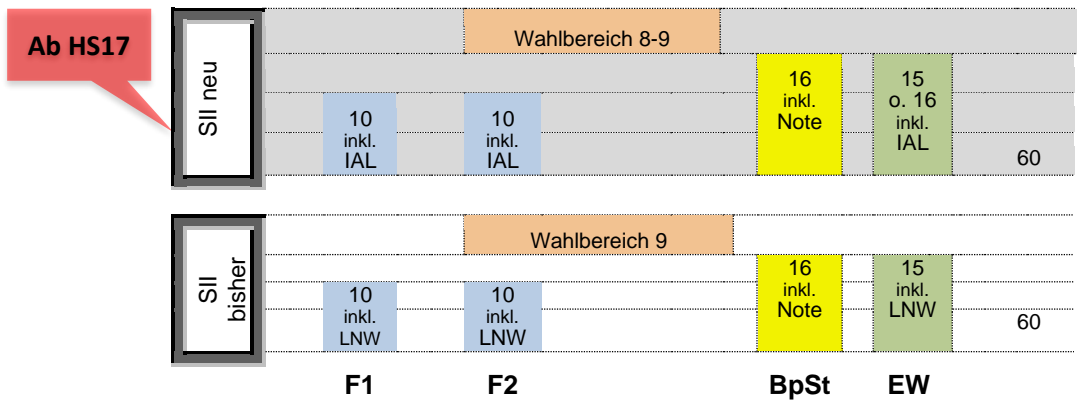 Ab HS17
SII neu
Wahlbereich 8-9
10
inkl.
IAL
10
inkl.
IAL
16
inkl.
Note
15
o. 16
inkl.
IAL
60
SII
bisher
Wahlbereich 9
10
inkl.
LNW
10
inkl.
LNW
16
inkl.
Note
15
inkl.
LNW
60
F1
F2
BpSt
EW